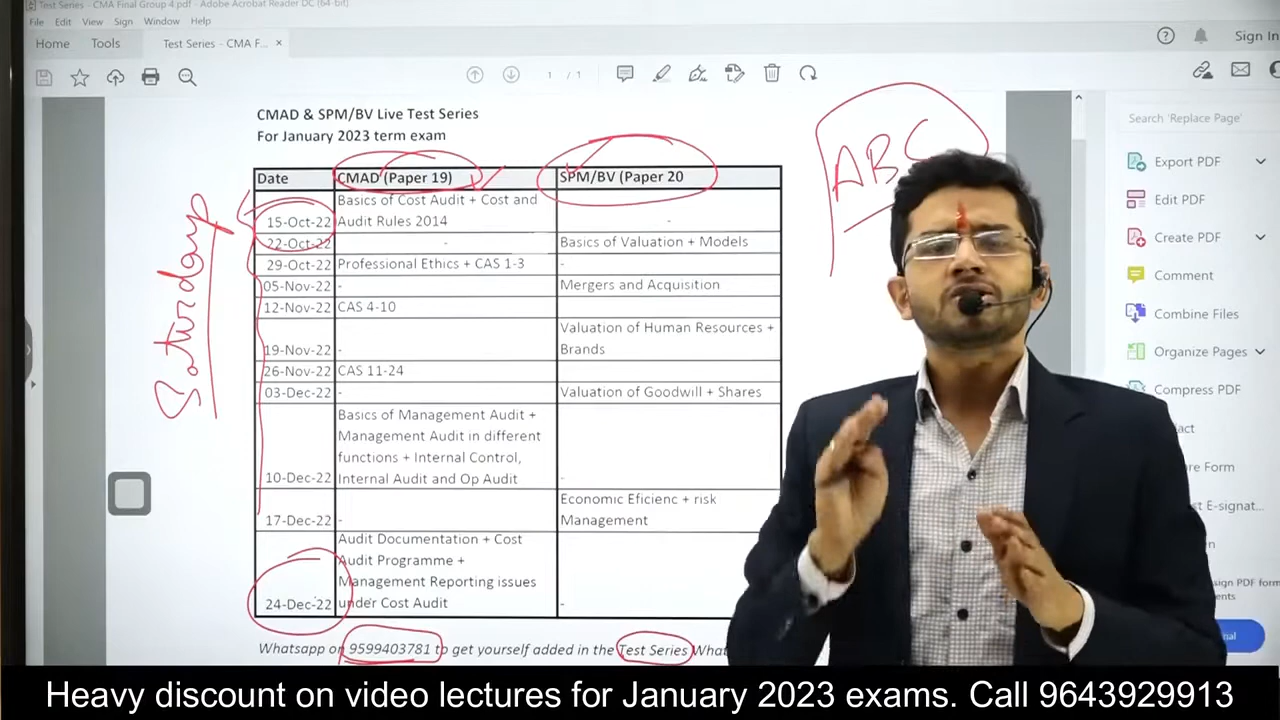 Test Series - CMA Final Group 4.pdf - Adobe Acrobat Reader DC (64-bit)
File Edit View Sign Window Help
Home Tools Test Series - CMA F... × Sign In
1 / 1
CMAD & SPM/BV Live Test Series
For January 2023 term exam
Date CMAD (Paper 19) SPM/BV (Paper 20
Basics of Cost Audit + Cost and
15-Oct-22 Audit Rules 2014 -
22-Oct-22 - Basics of Valuation + Models
29-Oct-22 Professional Ethics + CAS 1-3 -
05-Nov-22 - Mergers and Acquisition
12-Nov-22 CAS 4-10
Valuation of Human Resources +
19-Nov-22 - Brands
26-Nov-22 CAS 11-24
03-Dec-22 - Valuation of Goodwill + Shares
Basics of Management Audit +
Management Audit in different
functions + Internal Control,
10-Dec-22 Internal Audit and Op Audit -
Economic Eficienc + risk
17-Dec-22 - Management
Audit Documentation + Cost
Audit Programme +
Management Reporting issues
24-Dec-22 under Cost Audit -
Whatsapp on 9599403781 to get yourself added in the Test Series
Saturdays
ABC
Search 'Replace Page'
Export PDF
Edit PDF
Create PDF
Comment
Combine Files
Organize Pages
Compress PDF
Heavy discount on video lectures for January 2023 exams. Call 9643929913